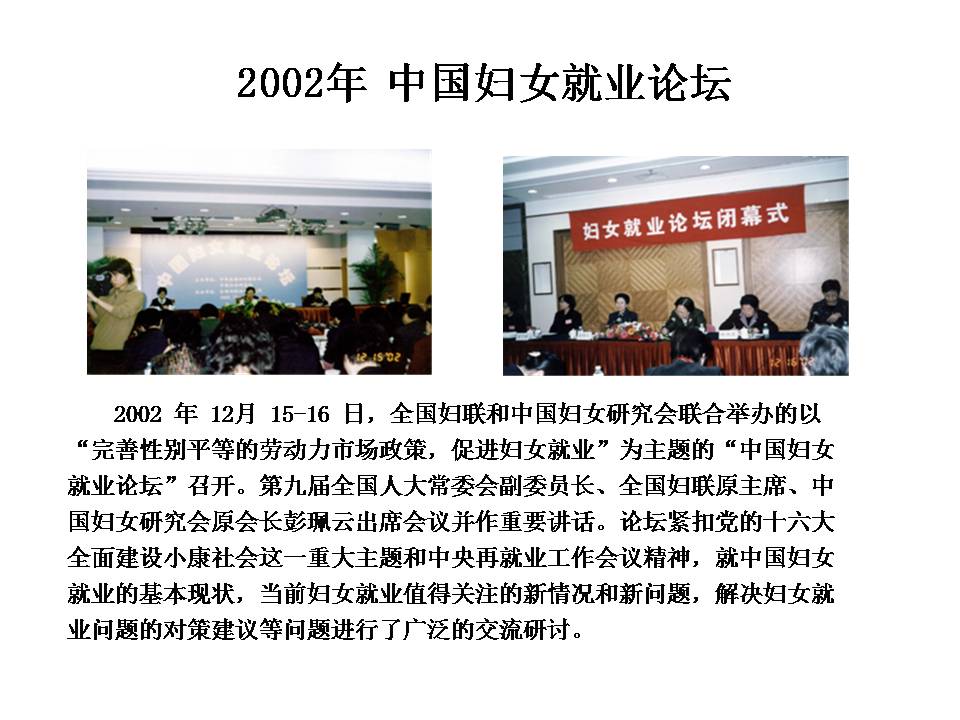 2002年 中国妇女就业论坛
中国妇女就业论坛
妇女就业论坛闭幕式
12 15 '02
12 16 '02
2002 年 12月 15-16 日，全国妇联和中国妇女研究会联合举办的以
“完善性别平等的劳动力市场政策，促进妇女就业”为主题的“中国妇女
就业论坛”召开。第九届全国人大常委会副委员长、全国妇联原主席、中
国妇女研究会原会长彭珮云出席会议并作重要讲话。论坛紧扣党的十六大
全面建设小康社会这一重大主题和中央再就业工作会议精神，就中国妇女
就业的基本现状，当前妇女就业值得关注的新情况和新问题，解决妇女就
业问题的对策建议等问题进行了广泛的交流研讨。